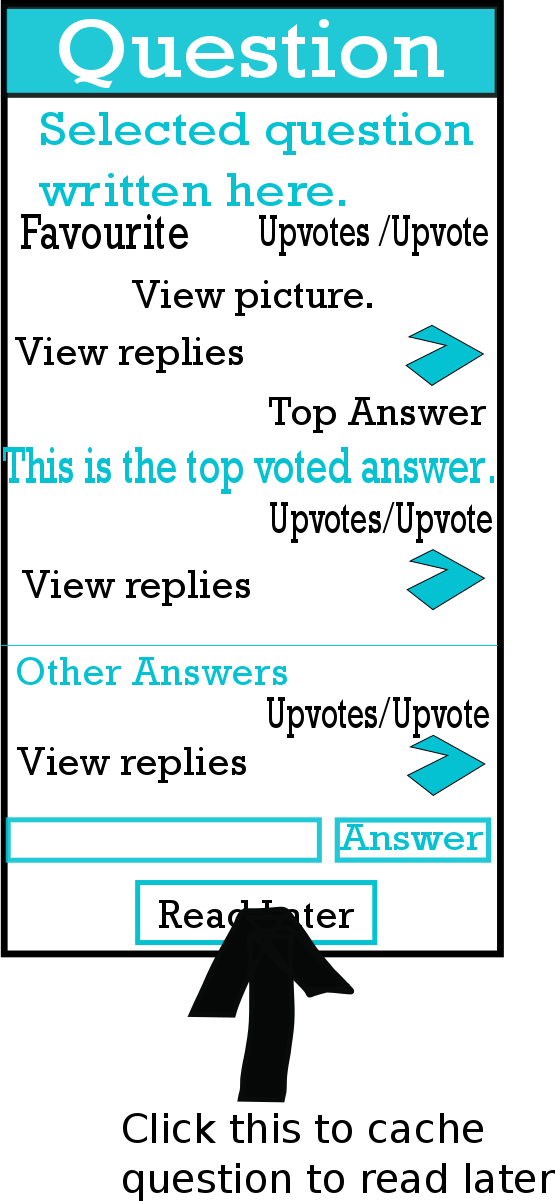 Question
Selected question
written here.
Favourite Upvotes /Upvote
View picture.
View replies
Top Answer
This is the top voted answer.
Upvotes/Upvote
View replies
Other Answers
Upvotes/Upvote
View replies
Answer
Read Later
Click this to cache
question to read later